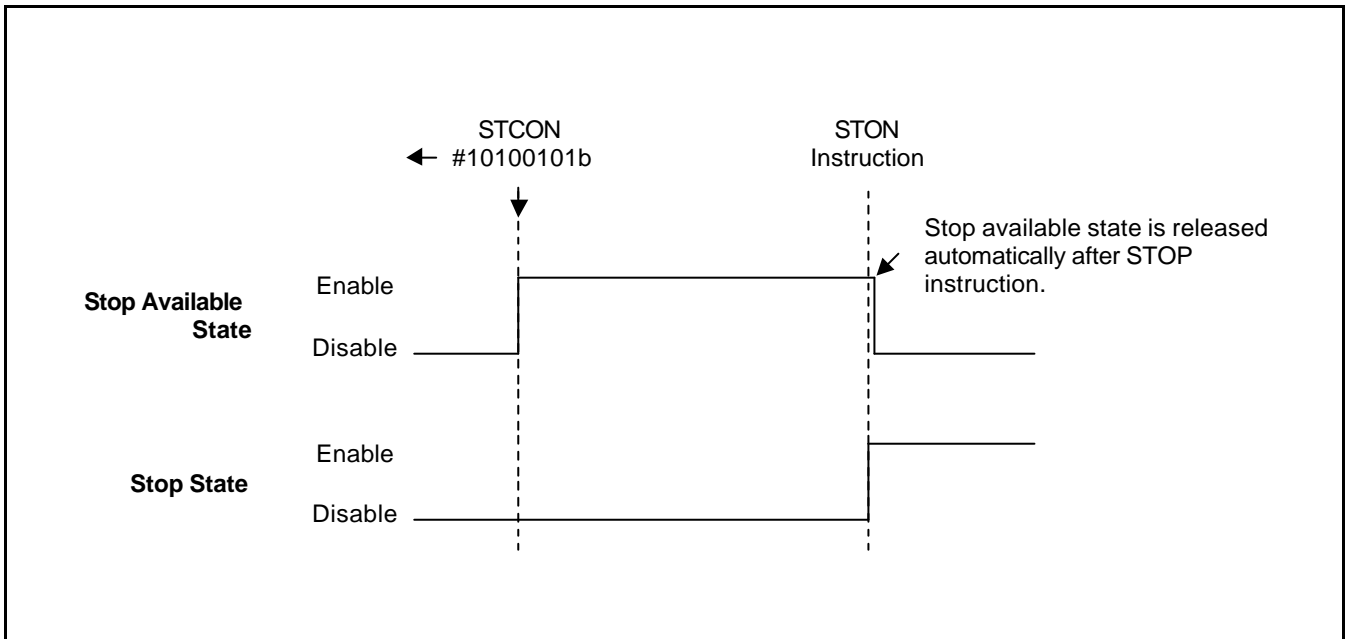 STCON
← #10100101b
STON
Instruction
Stop available state is released
automatically after STOP
instruction.
Stop Available
State
Enable
Disable
Stop State
Enable
Disable